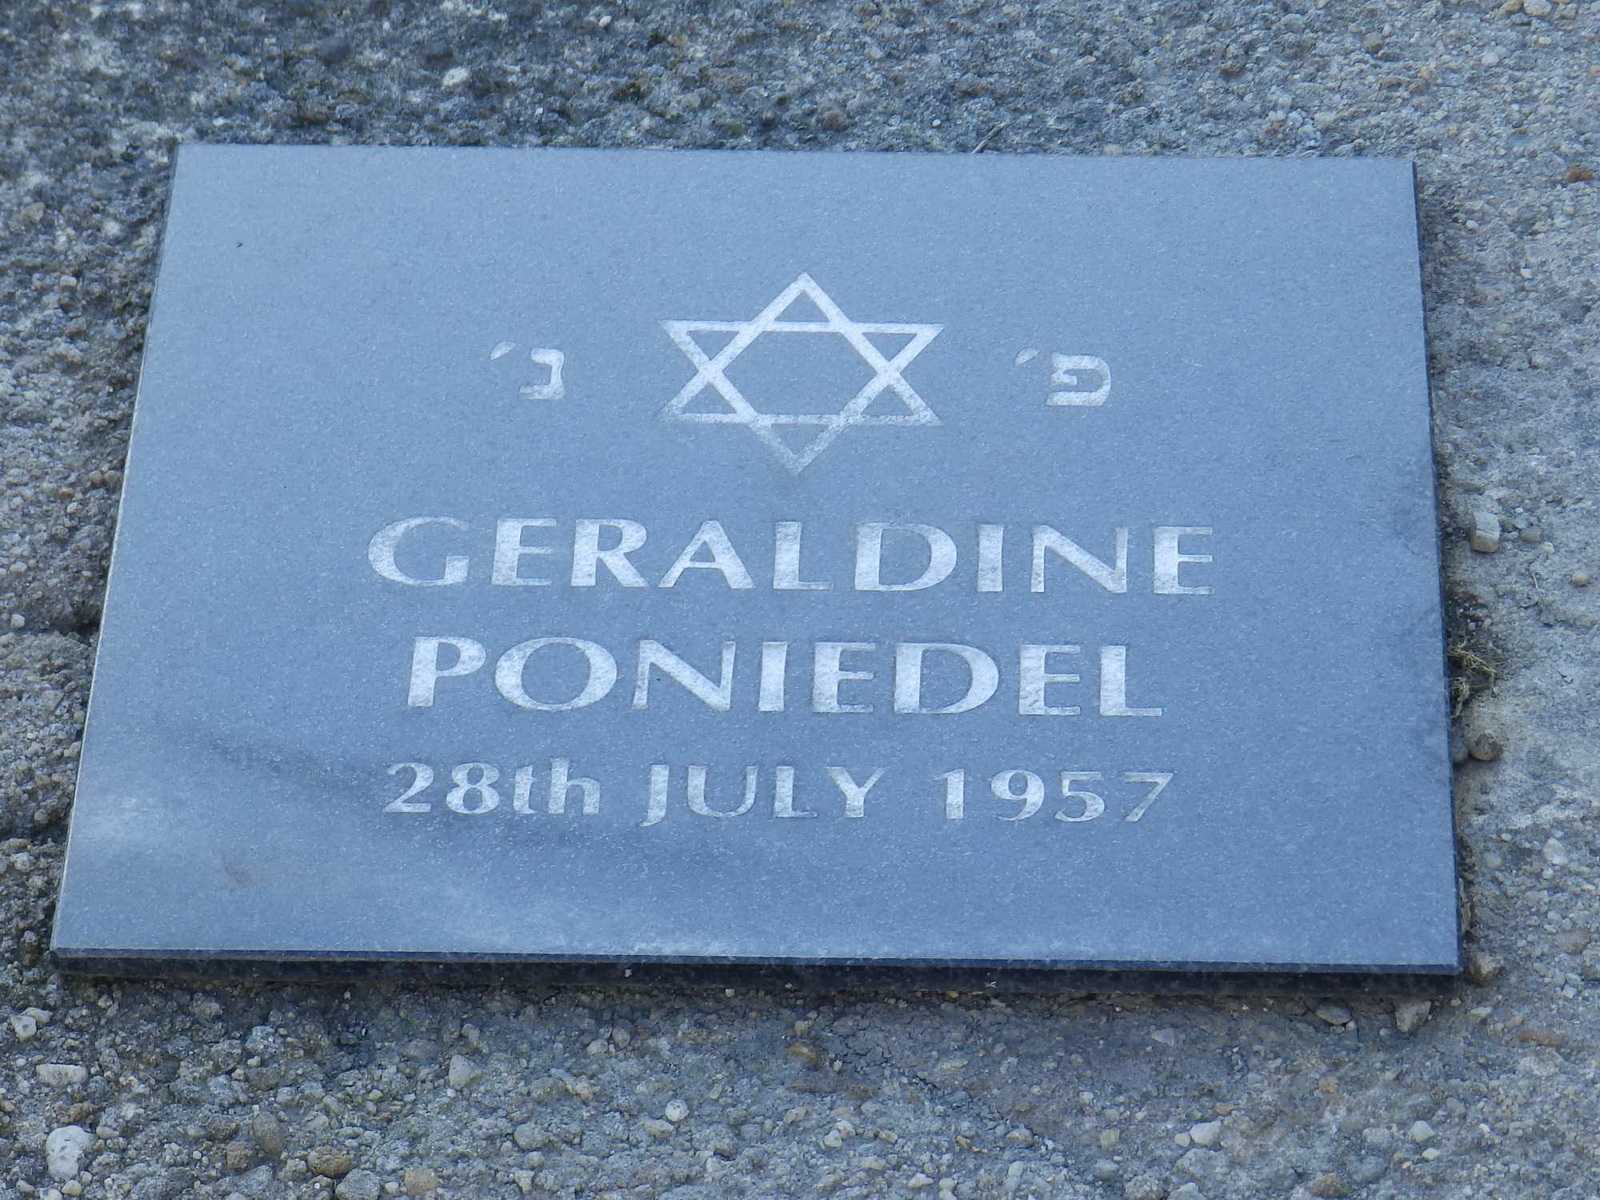 פ׳ נ׳
GERALDINE
PONIEDEL
28th JULY 1957